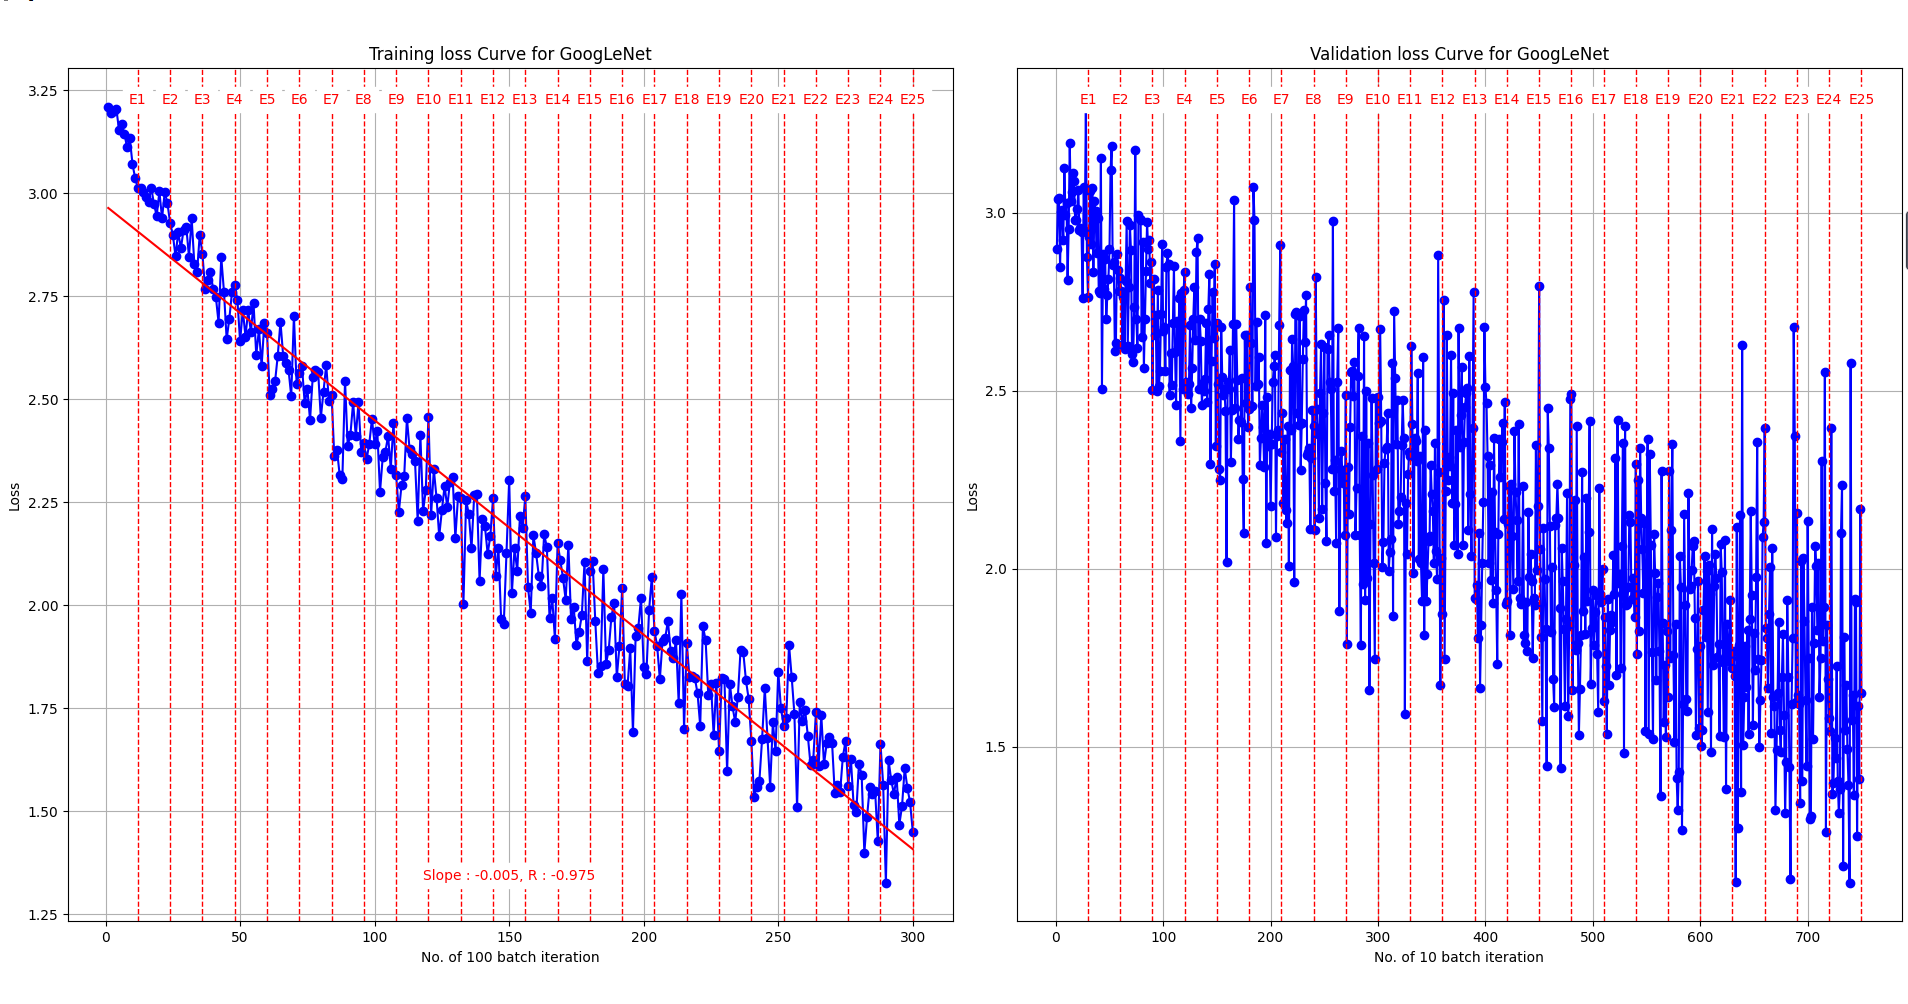 Training loss Curve for GoogLeNet
3.25
3.00
2.75
2.50
2.25
2.00
1.75
1.50
1.25
Loss
E1 E2 E3 E4 E5 E6 E7 E8 E9 E10 E11 E12 E13 E14 E15 E16 E17 E18 E19 E20 E21 E22 E23 E24 E25
Slope : -0.005, R : -0.975
0 50 100 150 200 250 300
No. of 100 batch iteration
Validation loss Curve for GoogLeNet
3.0
2.5
2.0
1.5
Loss
E1 E2 E3 E4 E5 E6 E7 E8 E9 E10 E11 E12 E13 E14 E15 E16 E17 E18 E19 E20 E21 E22 E23 E24 E25
0 100 200 300 400 500 600 700
No. of 10 batch iteration